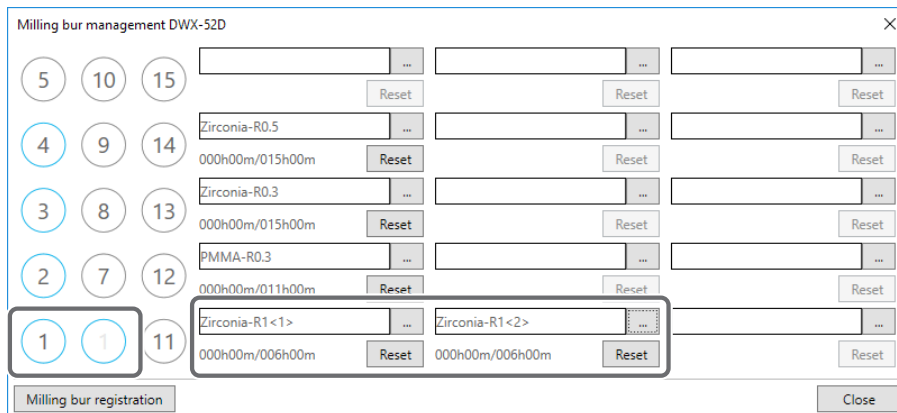 Milling bur management DWX-52D
5 10 15 ... ... ...
Reset Reset Reset
4 9 14 Zirconia-R0.5 ... ... ...
000h00m/015h00m Reset Reset Reset
3 8 13 Zirconia-R0.3 ... ... ...
000h00m/015h00m Reset Reset Reset
2 7 12 PMMA-R0.3 ... ... ...
000h00m/011h00m Reset Reset Reset
1 1 11 Zirconia-R1<1> ... Zirconia-R1<2> ... ...
000h00m/006h00m Reset 000h00m/006h00m Reset Reset
Milling bur registration Close